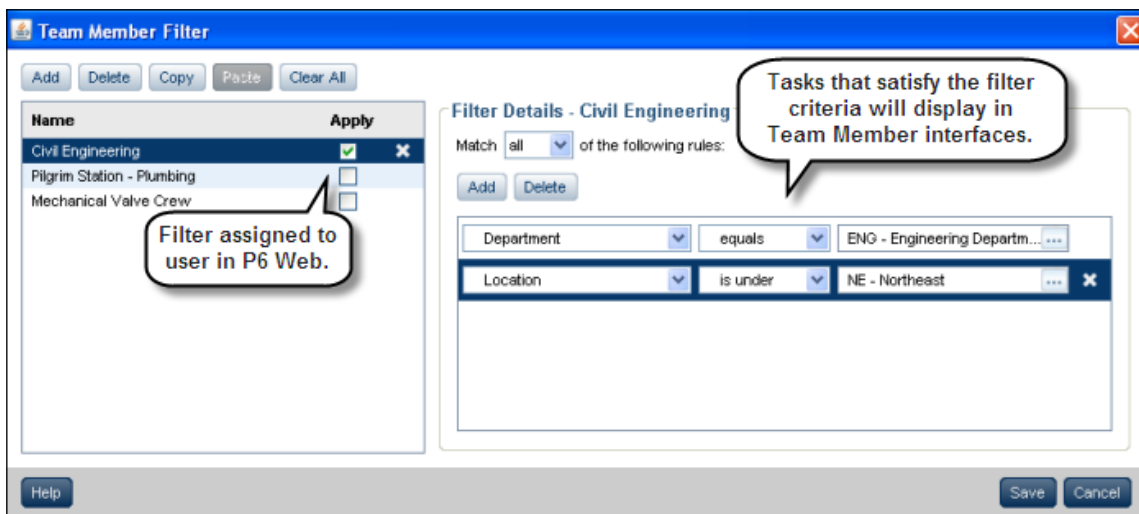 Team Member Filter
Add Delete Copy Paste Clear All
Name Apply
Civil Engineering
Pilgrim Station - Plumbing
Mechanical Valve Crew
Filter assigned to
user in P6 Web.
Filter Details - Civil Engineering
Match all of the following rules:
Add Delete
Tasks that satisfy the filter
criteria will display in
Team Member interfaces.
Department equals ENG - Engineering Departm... ...
Location is under NE - Northeast ...
Help Save Cancel